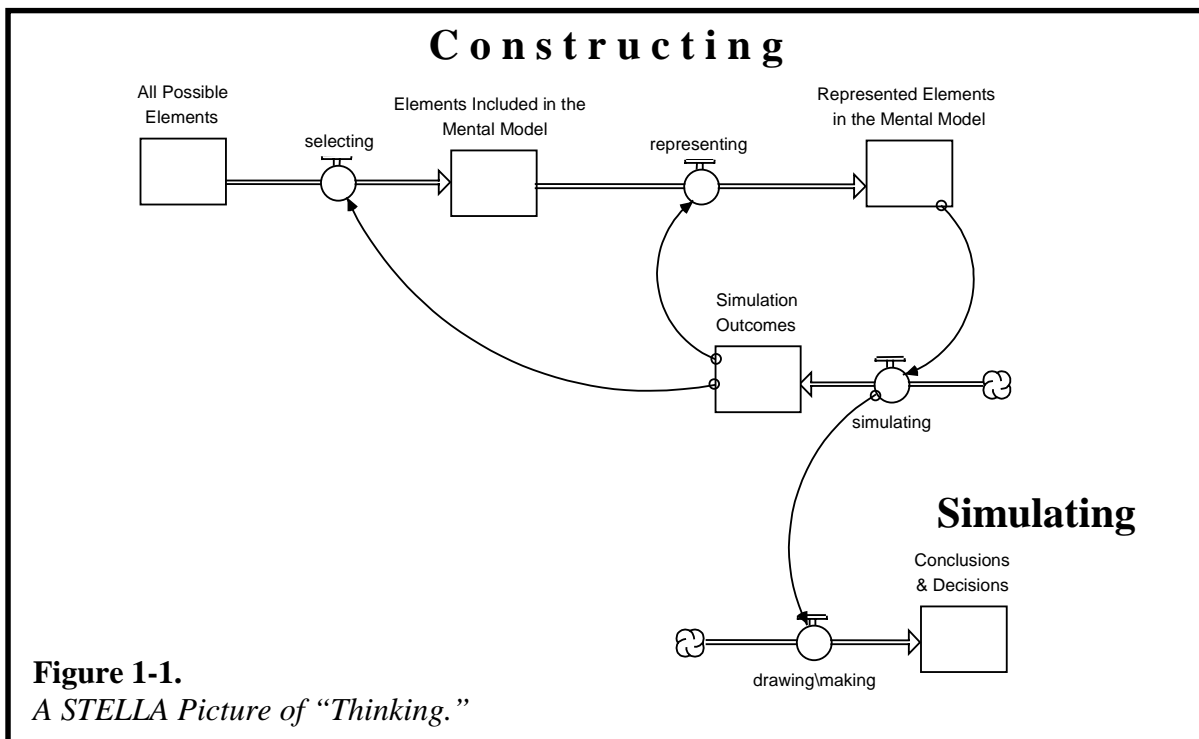 Constructing
All Possible
Elements
Elements Included in the
Mental Model
Represented Elements
in the Mental Model
selecting
representing
Simulation
Outcomes
simulating
Simulating
Conclusions
& Decisions
drawing\making
Figure 1-1.
A STELLA Picture of “Thinking.”